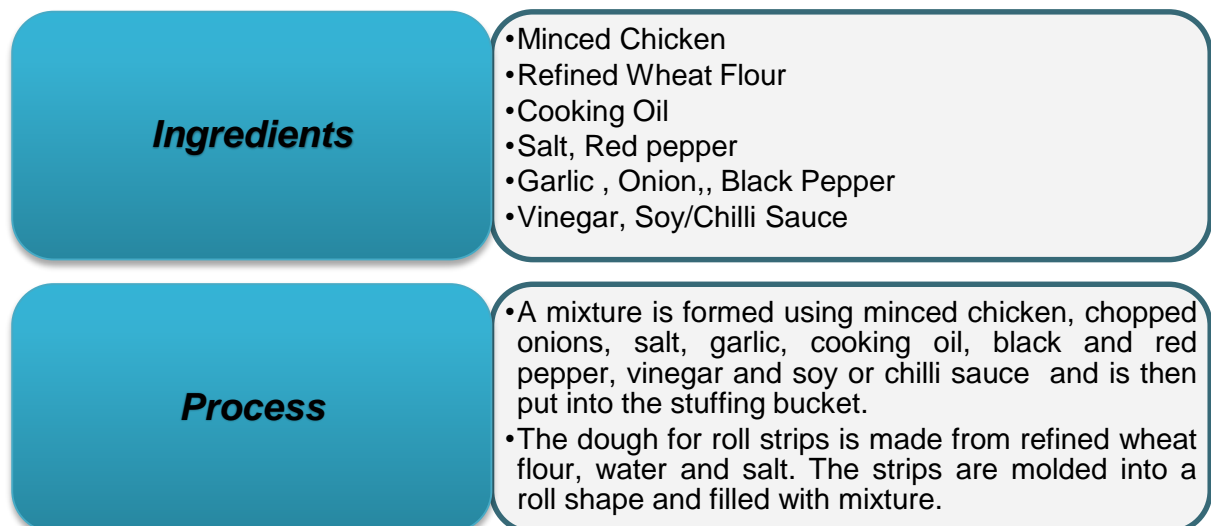 Ingredients
•Minced Chicken
•Refined Wheat Flour
•Cooking Oil
•Salt, Red pepper
•Garlic , Onion,, Black Pepper
•Vinegar, Soy/Chilli Sauce
Process
•A mixture is formed using minced chicken, chopped
onions, salt, garlic, cooking oil, black and red
pepper, vinegar and soy or chilli sauce and is then
put into the stuffing bucket.
•The dough for roll strips is made from refined wheat
flour, water and salt. The strips are molded into a
roll shape and filled with mixture.